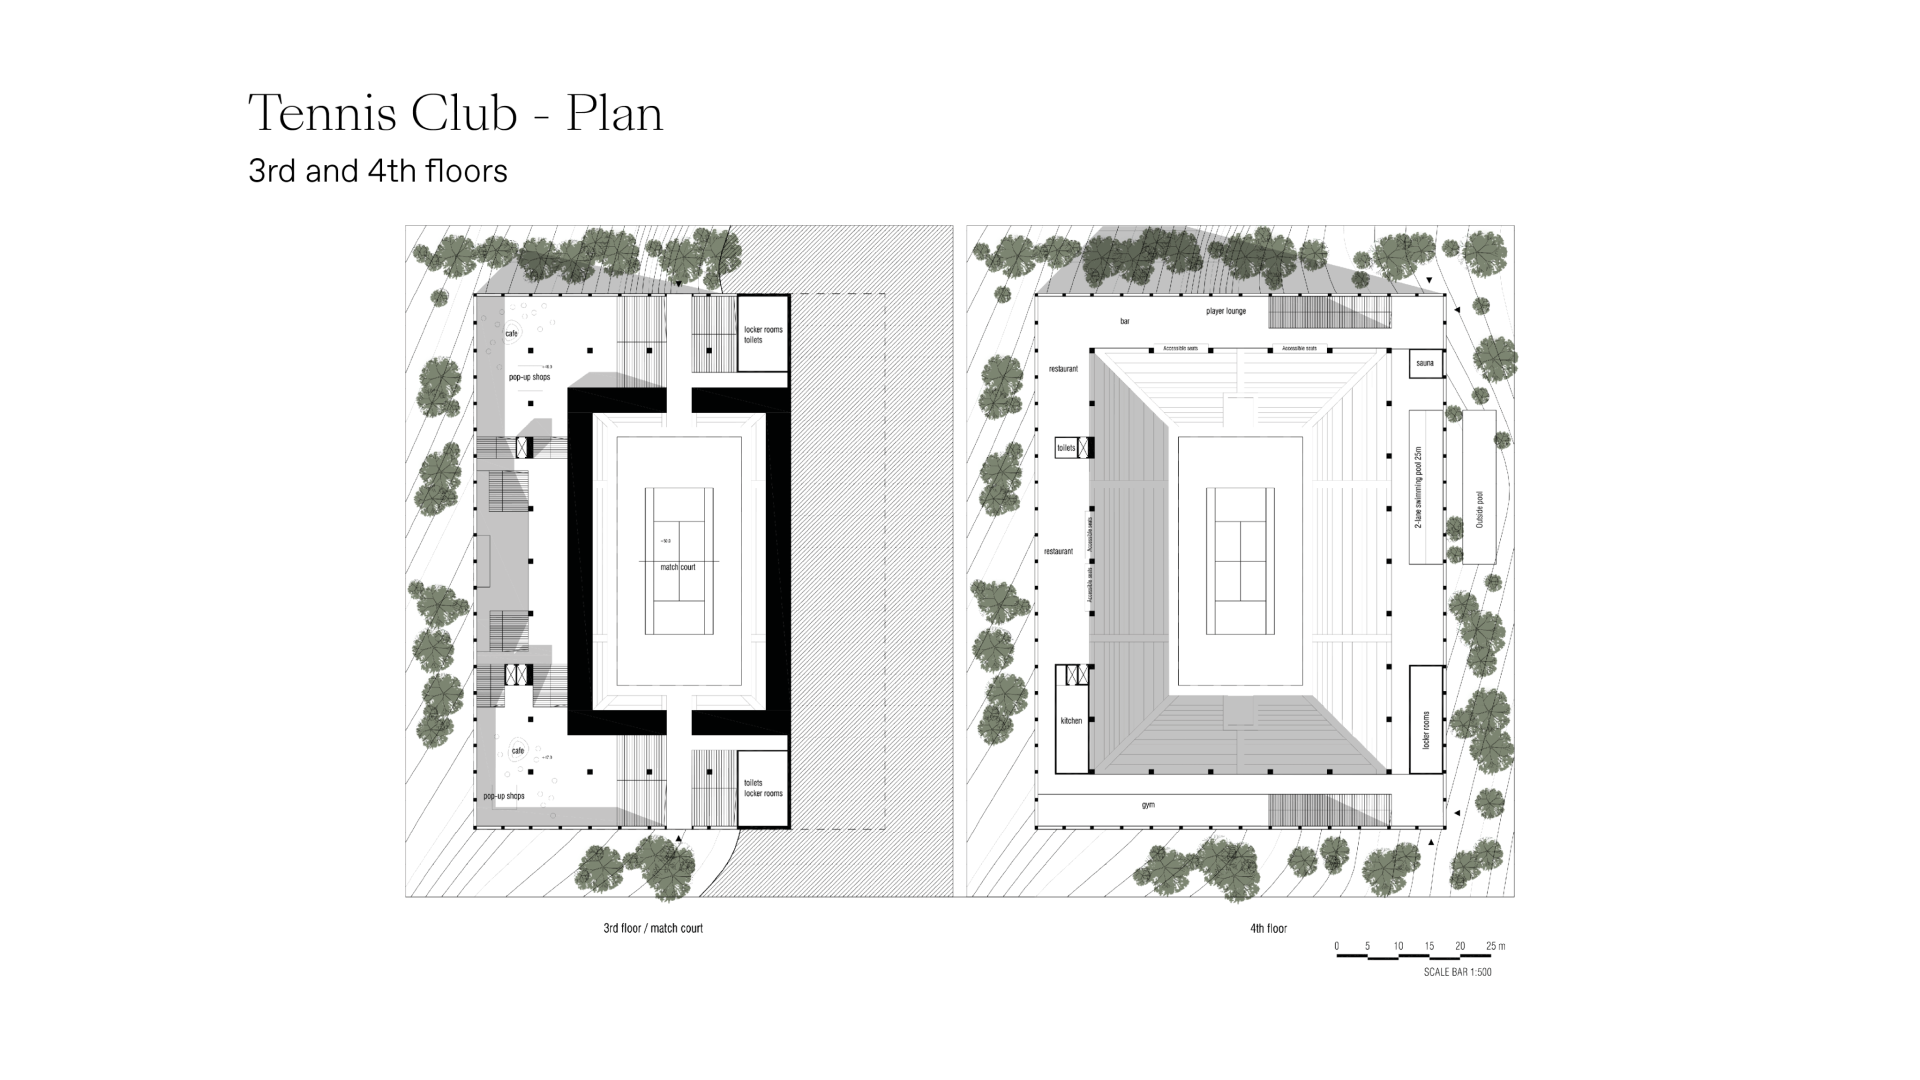 Tennis Club - Plan
3rd and 4th floors
cafe
pop-up shops
locker rooms
toilets
match court
cafe
pop-up shops
toilets
locker rooms
3rd floor / match court
bar
player lounge
Accessible seats
Accessible seats
restaurant
sauna
toilets
2-lane swimming pool 25m
Outside pool
Accessible seats
restaurant
Accessible seats
kitchen
locker rooms
gym
4th floor
0 5 10 15 20 25 m
SCALE BAR 1:500